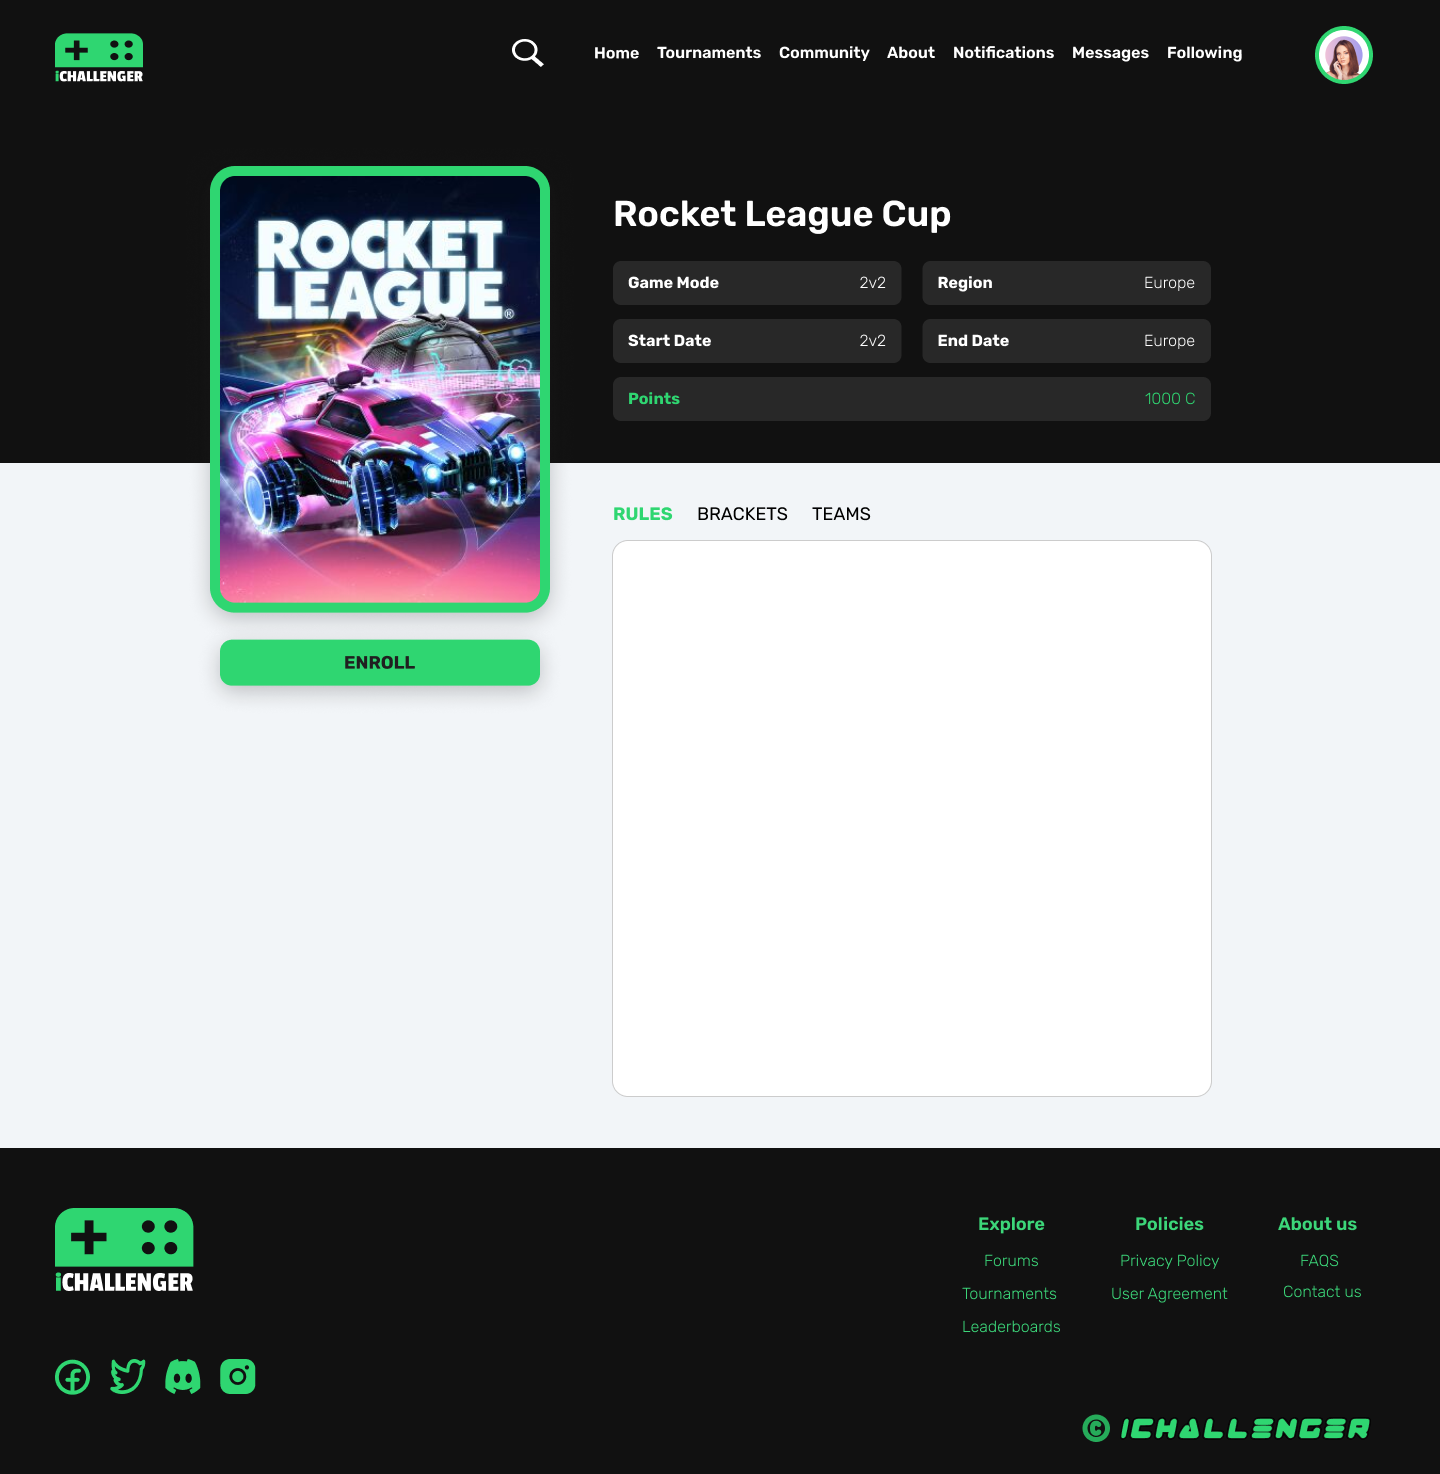 iCHALLENGER
Home Tournaments Community About Notifications Messages Following
ROCKET
LEAGUE®
Rocket League Cup
Game Mode 2v2 Region Europe
Start Date 2v2 End Date Europe
Points 1000 C
RULES BRACKETS TEAMS
ENROLL
iCHALLENGER
Explore Policies About us
Forums Privacy Policy FAQS
Tournaments User Agreement Contact us
Leaderboards
© ICHALLENGER